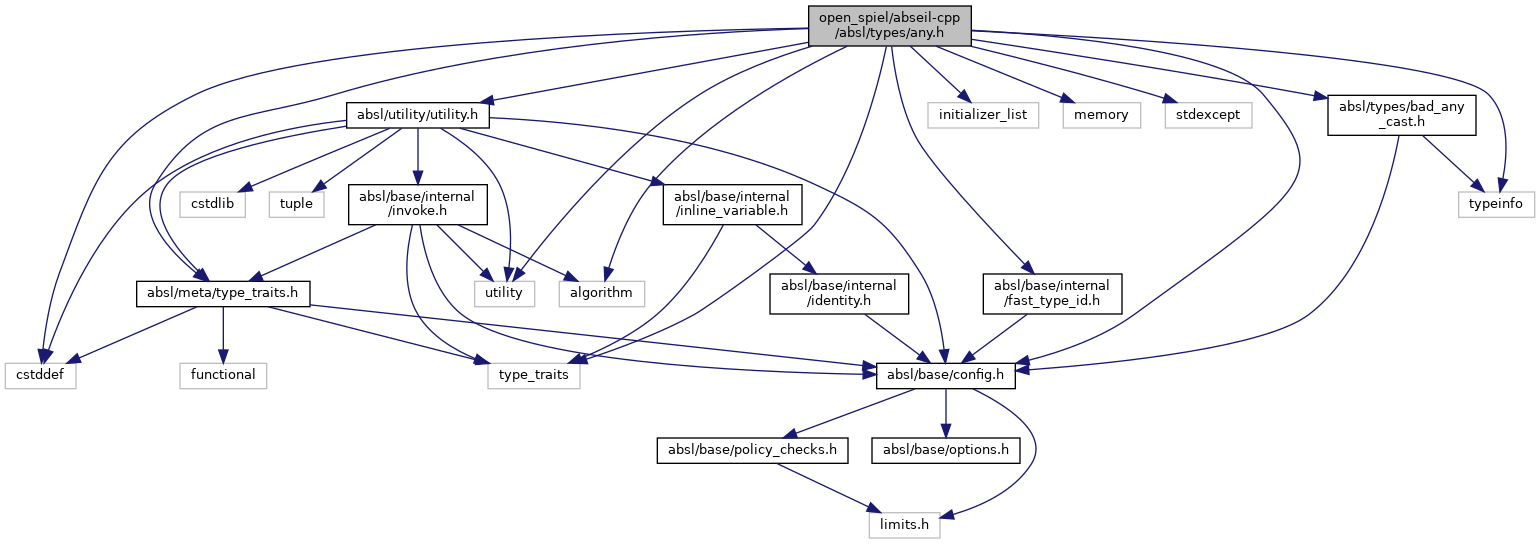 open_spiel/abseil-cpp
/absl/types/any.h
absl/utility/utility.h
initializer_list
memory
stdexcept
absl/types/bad_any
_cast.h
cstdlib
tuple
absl/base/internal
/invoke.h
absl/base/internal
/inline_variable.h
typeinfo
absl/meta/type_traits.h
utility
algorithm
absl/base/internal
/identity.h
absl/base/internal
/fast_type_id.h
cstddef
functional
type_traits
absl/base/config.h
absl/base/policy_checks.h
absl/base/options.h
limits.h